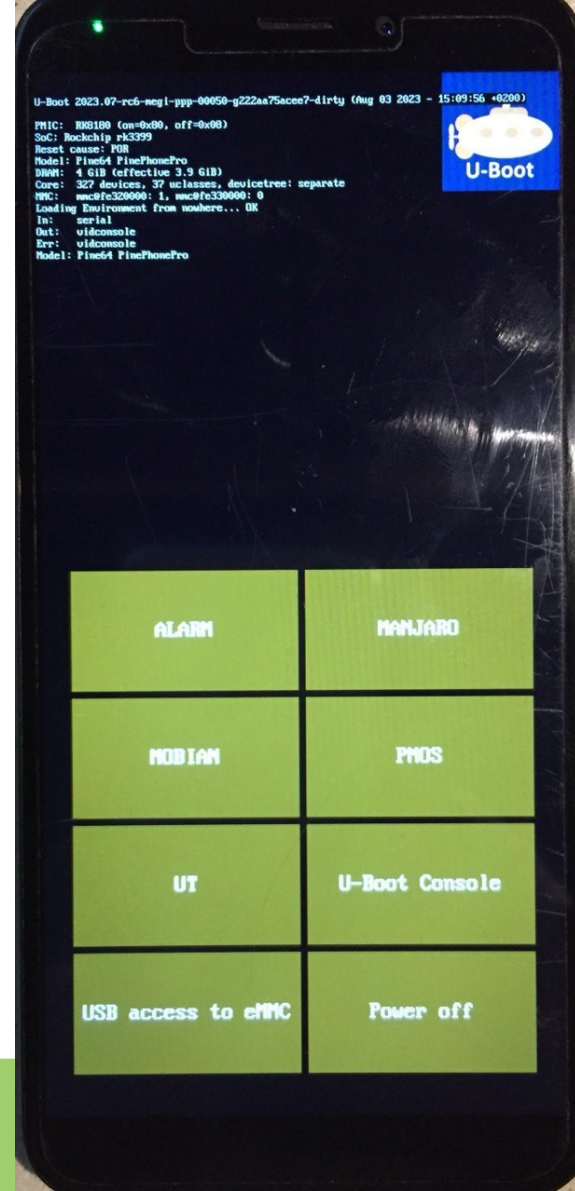 U-Boot 2023.07-rc6-megi-ppp-00050-g222aa75acee7-dirty (Aug 03 2023 - 15:09:56 +0200)
PMIC: RK8180 (on=0x80, off=0x08)
SoC: Rockchip rk3399
Reset cause: POR
Model: Pine64 PinePhonePro
DRAM: 4 GiB (effective 3.9 GiB)
Core: 327 devices, 37 uclasses, devicetree: separate
MMC: mmc@fe320000: 1, mmc@fe330000: 0
Loading Environment from nowhere... OK
In: serial
Out: vidconsole
Err: vidconsole
Model: Pine64 PinePhonePro
U-Boot
ALARM
MANJARO
MOBIAN
PMOS
UT
U-Boot Console
USB access to eMMC
Power off